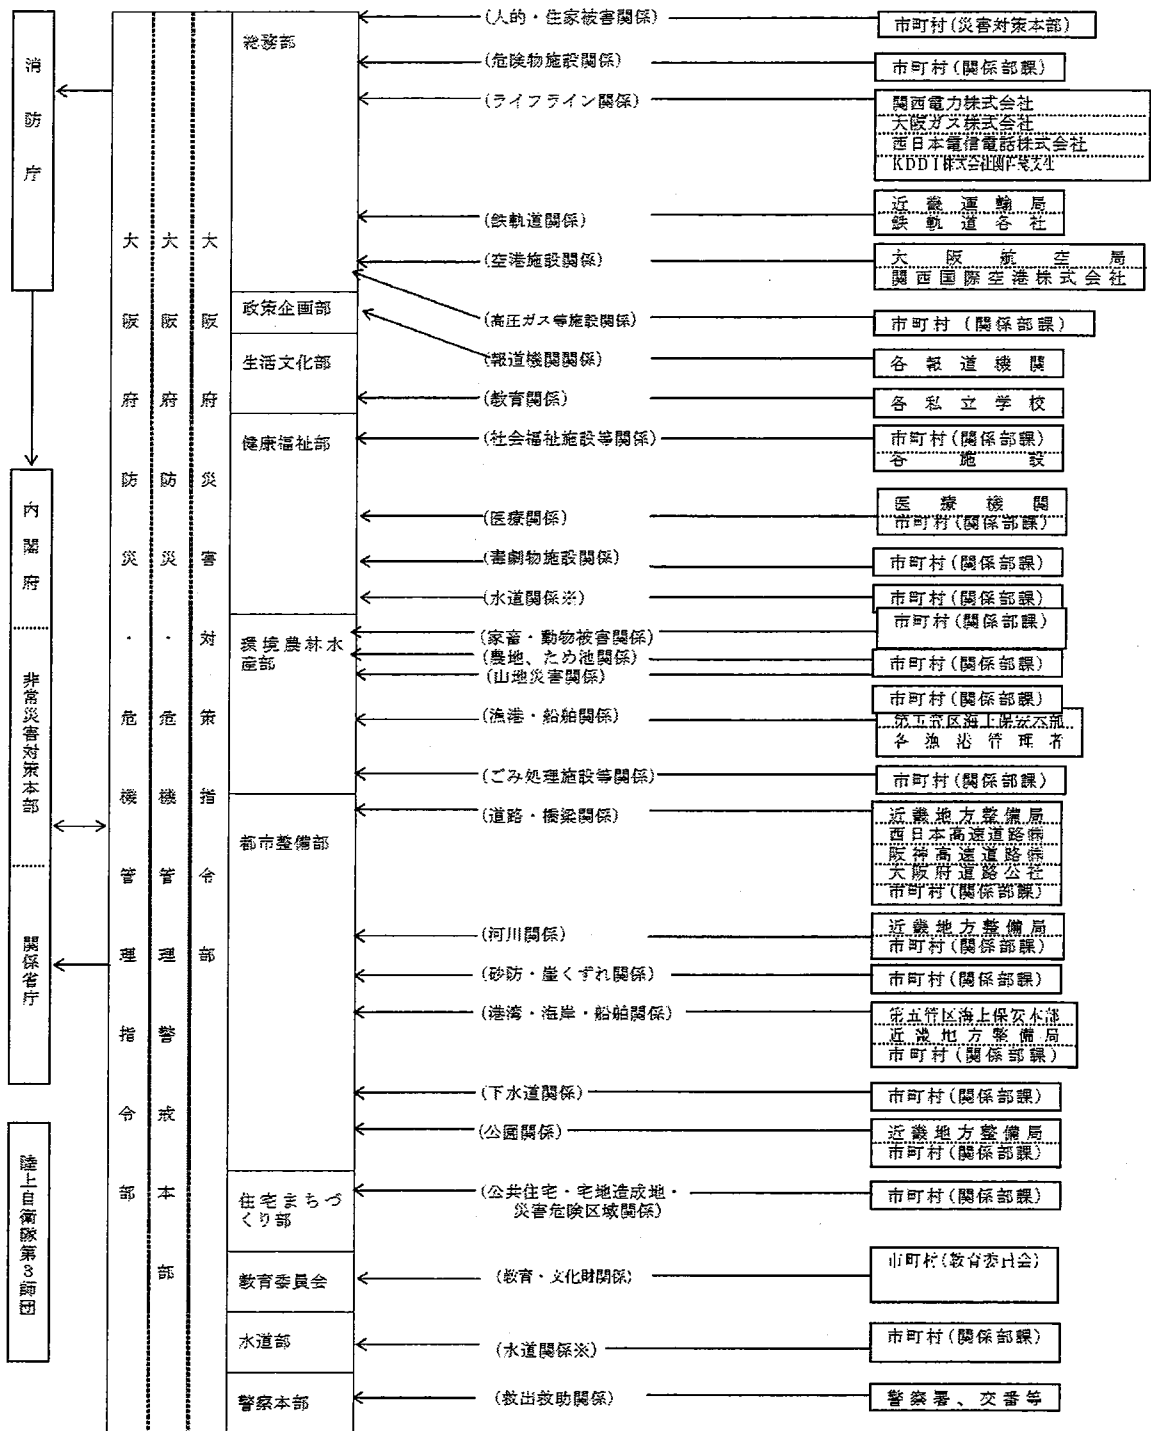 消防庁
内閣府
非常災害対策本部
関係省庁
陸上自衛隊第3師団
大阪府防災・危機管理指令部
大阪府防災・危機管理警戒本部
大阪府災害対策指令部
総務部
(人的・住家被害関係)
市町村(災害対策本部)
(危険物施設関係)
市町村(関係部課)
(ライフライン関係)
関西電力株式会社
大阪ガス株式会社
西日本電信電話株式会社
KDDI株式会社
(鉄軌道関係)
近畿運輸局
鉄軌道各社
(空港施設関係)
大阪航空局
関西国際空港株式会社
(高圧ガス等施設関係)
市町村(関係部課)
政策企画部
(報道機関関係)
各報道機関
生活文化部
(教育関係)
各私立学校
健康福祉部
(社会福祉施設等関係)
市町村(関係部課)
各施設
(医療関係)
医療機関
市町村(関係部課)
(毒劇物施設関係)
市町村(関係部課)
(水道関係※)
市町村(関係部課)
環境農林水
産部
(家畜・動物被害関係)
市町村(関係部課)
(農地、ため池関係)
市町村(関係部課)
(山地災害関係)
市町村(関係部課)
(漁港・船舶関係)
第五管区海上保安本部
各漁港管理者
(ごみ処理施設等関係)
市町村(関係部課)
都市整備部
(道路・橋梁関係)
近畿地方整備局
西日本高速道路㈱
阪神高速道路㈱
大阪府道路公社
市町村(関係部課)
(河川関係)
近畿地方整備局
市町村(関係部課)
(砂防・崖くずれ関係)
市町村(関係部課)
(港湾・海岸・船舶関係)
第五管区海上保安本部
近畿地方整備局
市町村(関係部課)
(下水道関係)
市町村(関係部課)
(公園関係)
近畿地方整備局
市町村(関係部課)
住宅まちづ
くり部
(公共住宅・宅地造成地・
災害危険区域関係)
市町村(関係部課)
教育委員会
(教育・文化財関係)
市町村(教育委員会)
水道部
(水道関係※)
市町村(関係部課)
警察本部
(救出救助関係)
警察署、交番等